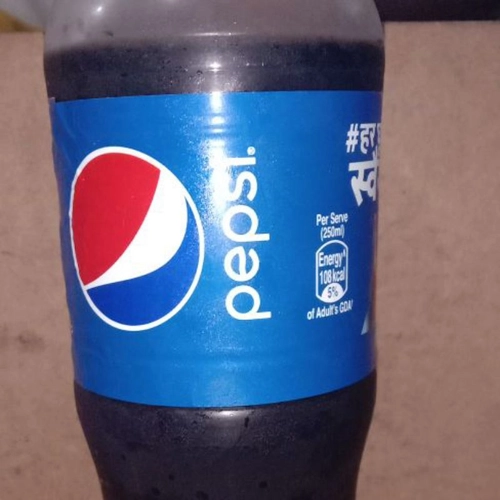 pepsi®
#हर
Per Serve
(250ml)
Energy^
108 kcal
5%
of Adult's GDA